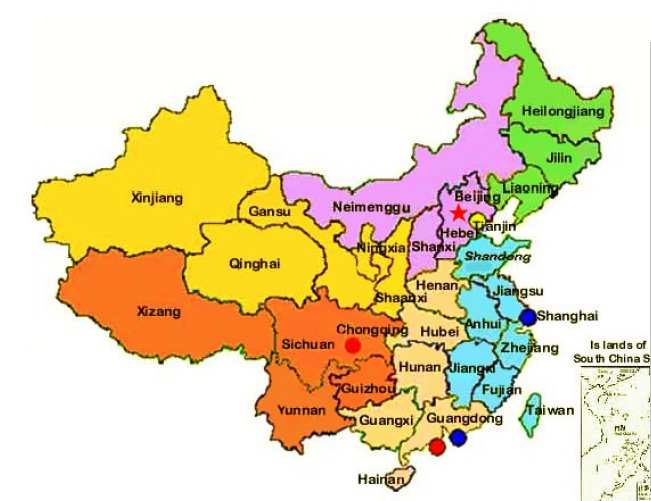 Heilongjiang
Jilin
Liaoning
Beijing
Xinjiang
Gansu
Neimenggu
Tianjin
Hebei
Ningxia
Shanxi
Shandong
Qinghai
Henan
Jiangsu
Shaanxi
Xizang
Shanghai
Anhui
Chongqing
Hubei
Sichuan
Zhejiang
Is lands of
South China S
Hunan
Jiangxi
Guizhou
Fujian
Yunnan
Guangxi
Guangdong
Taiwan
Hainan